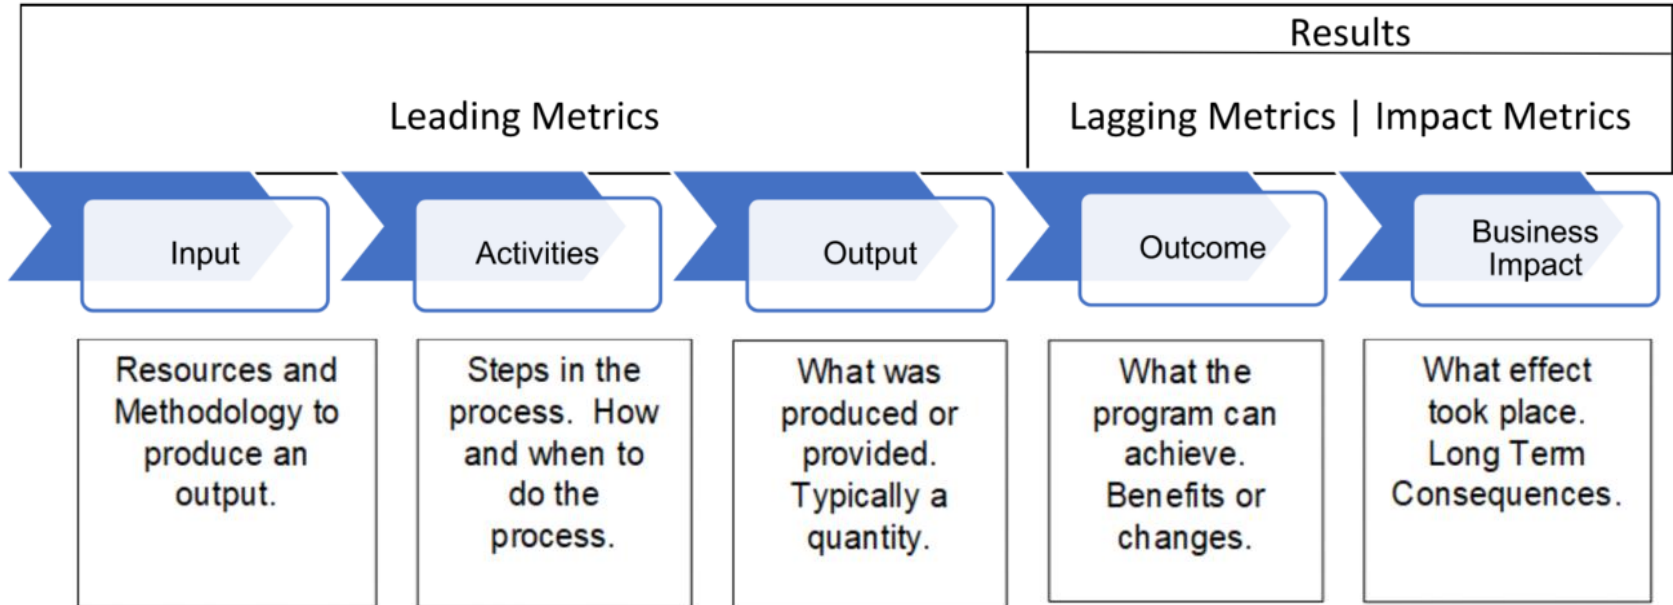 Results
Leading Metrics
Lagging Metrics | Impact Metrics
Input
Activities
Output
Outcome
Business
Impact
Resources and
Methodology to
produce an
output.
Steps in the
process.  How
and when to
do the
process.
What was
produced or
provided.
Typically a
quantity.
What the
program can
achieve.
Benefits or
changes.
What effect
took place.
Long Term
Consequences.